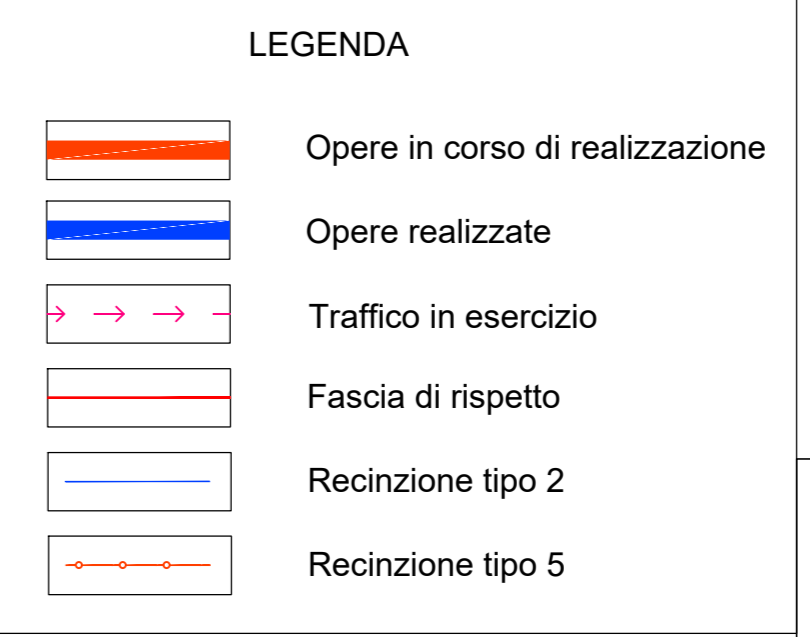 LEGENDA
Opere in corso di realizzazione
Opere realizzate
Traffico in esercizio
Fascia di rispetto
Recinzione tipo 2
Recinzione tipo 5